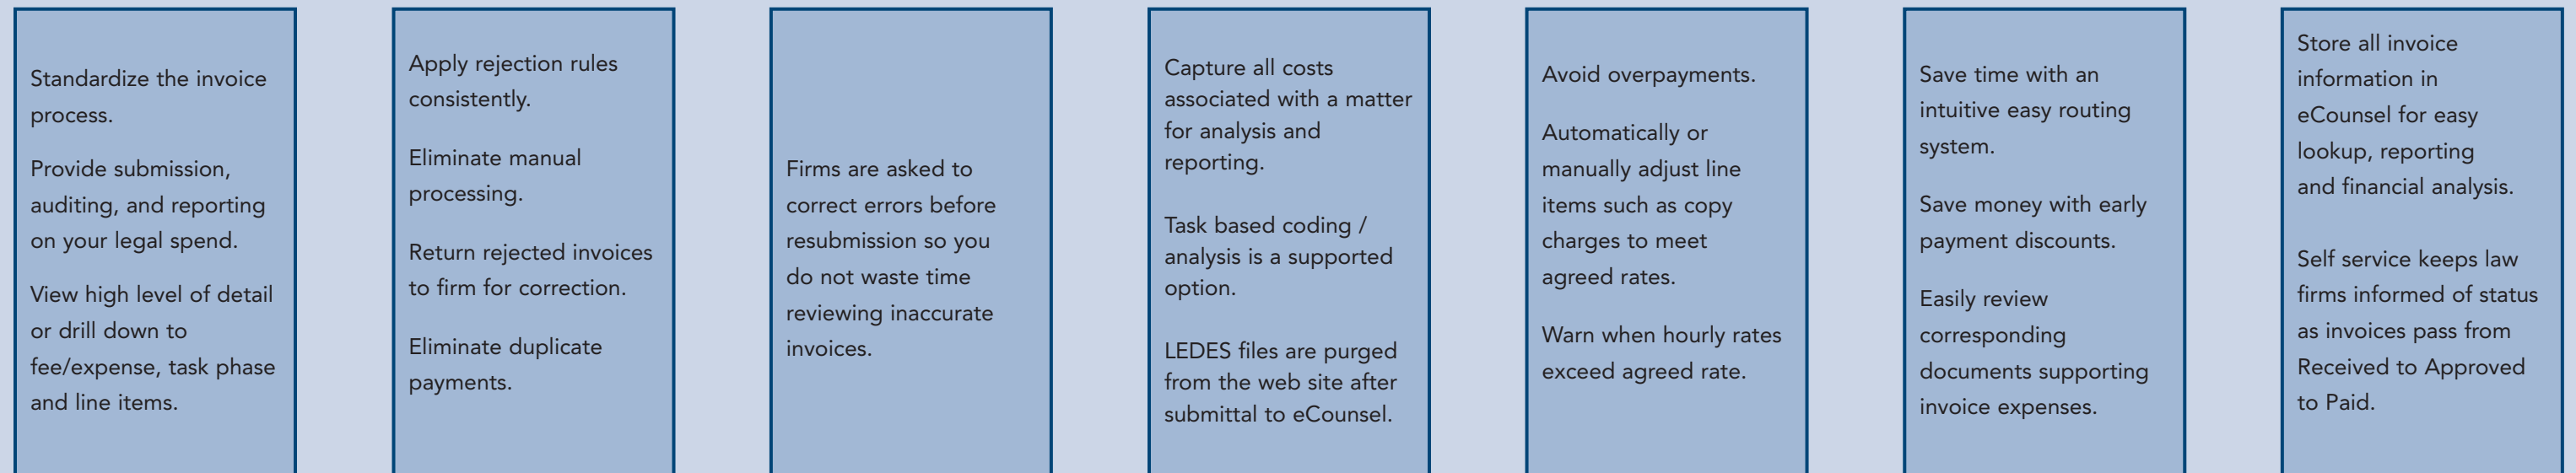 Standardize the invoice
process.
Provide submission,
auditing, and reporting
on your legal spend.
View high level of detail
or drill down to
fee/expense, task phase
and line items.
Apply rejection rules
consistently.
Eliminate manual
processing.
Return rejected invoices
to firm for correction.
Eliminate duplicate
payments.
Firms are asked to
correct errors before
resubmission so you
do not waste time
reviewing inaccurate
invoices.
Capture all costs
associated with a matter
for analysis and
reporting.
Task based coding /
analysis is a supported
option.
LEDES files are purged
from the web site after
submittal to eCounsel.
Avoid overpayments.
Automatically or
manually adjust line
items such as copy
charges to meet
agreed rates.
Warn when hourly rates
exceed agreed rate.
Save time with an
intuitive easy routing
system.
Save money with early
payment discounts.
Easily review
corresponding
documents supporting
invoice expenses.
Store all invoice
information in
eCounsel for easy
lookup, reporting
and financial analysis.
Self service keeps law
firms informed of status
as invoices pass from
Received to Approved
to Paid.